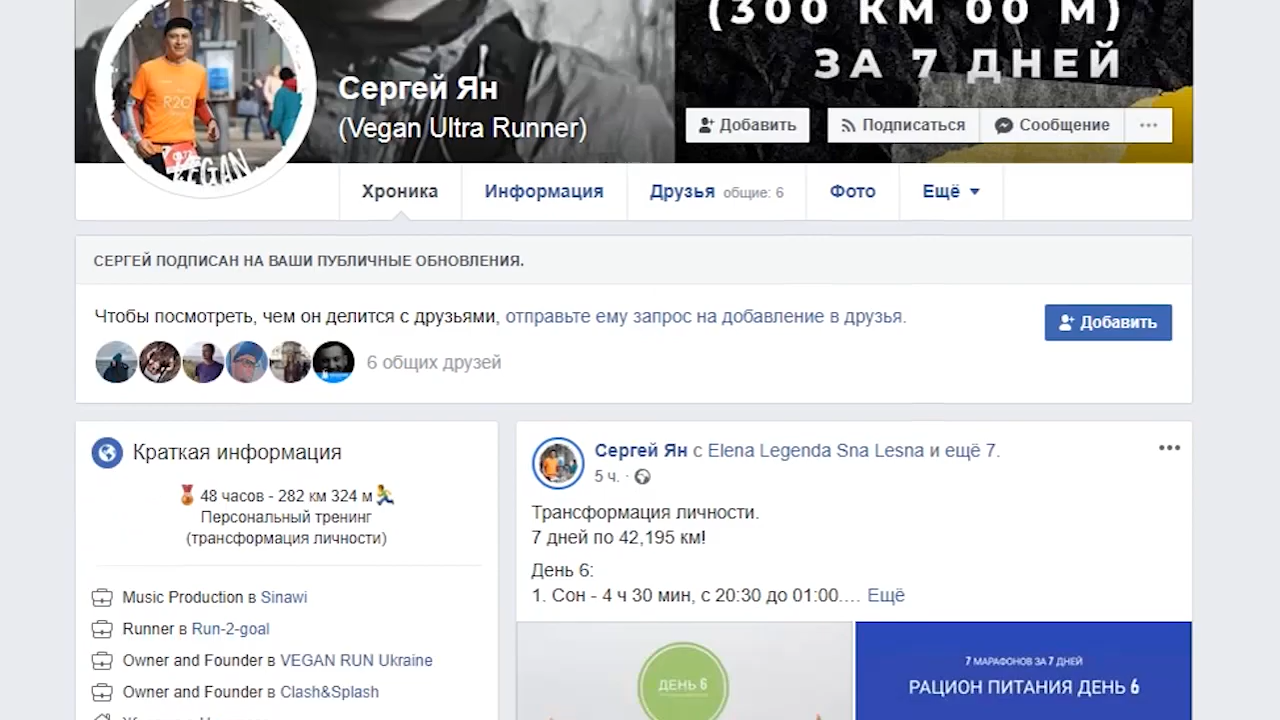 (300 КМ 00 М)
ЗА 7 ДНЕЙ
R2G
VEGAN
Сергей Ян
(Vegan Ultra Runner)
Добавить
Подписаться
Сообщение
Хроника
Информация
Друзья общие: 6
Фото
Ещё
СЕРГЕЙ ПОДПИСАН НА ВАШИ ПУБЛИЧНЫЕ ОБНОВЛЕНИЯ.
Чтобы посмотреть, чем он делится с друзьями, отправьте ему запрос на добавление в друзья.
Добавить
6 общих друзей
Краткая информация
48 часов - 282 км 324 м
Персональный тренинг
(трансформация личности)
Music Production в Sinawi
Runner в Run-2-goal
Owner and Founder в VEGAN RUN Ukraine
Owner and Founder в Clash&Splash
Сергей Ян с Elena Legenda Sna Lesna и ещё 7.
5 ч. ·
Трансформация личности.
7 дней по 42,195 км!
День 6:
1. Сон - 4 ч 30 мин, с 20:30 до 01:00.... Ещё
ДЕНЬ 6
7 МАРАФОНОВ ЗА 7 ДНЕЙ
РАЦИОН ПИТАНИЯ ДЕНЬ 6